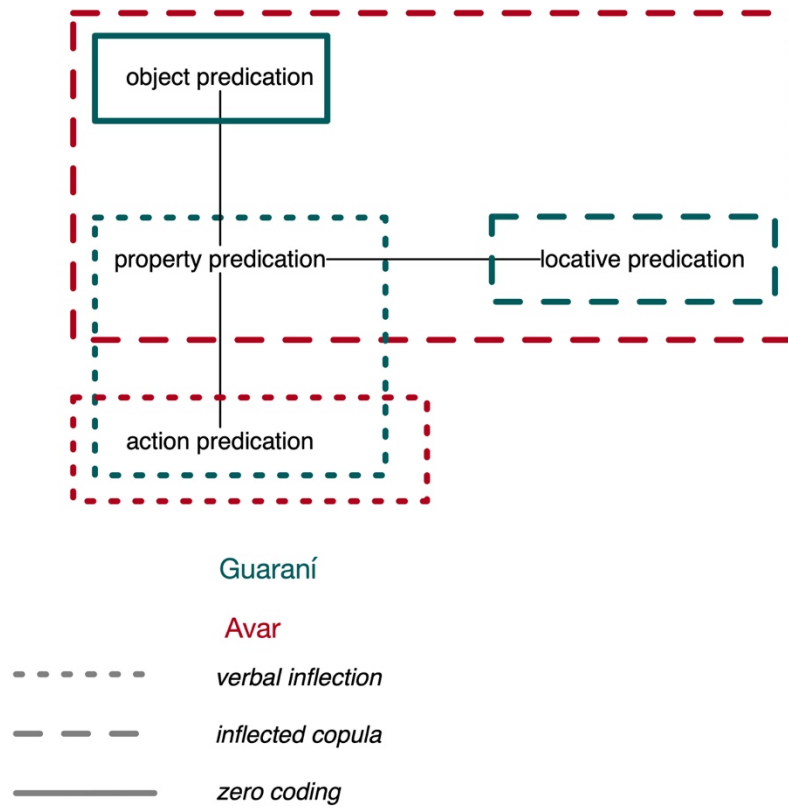 object predication
property predication
locative predication
action predication
Guaraní
Avar
verbal inflection
inflected copula
zero coding